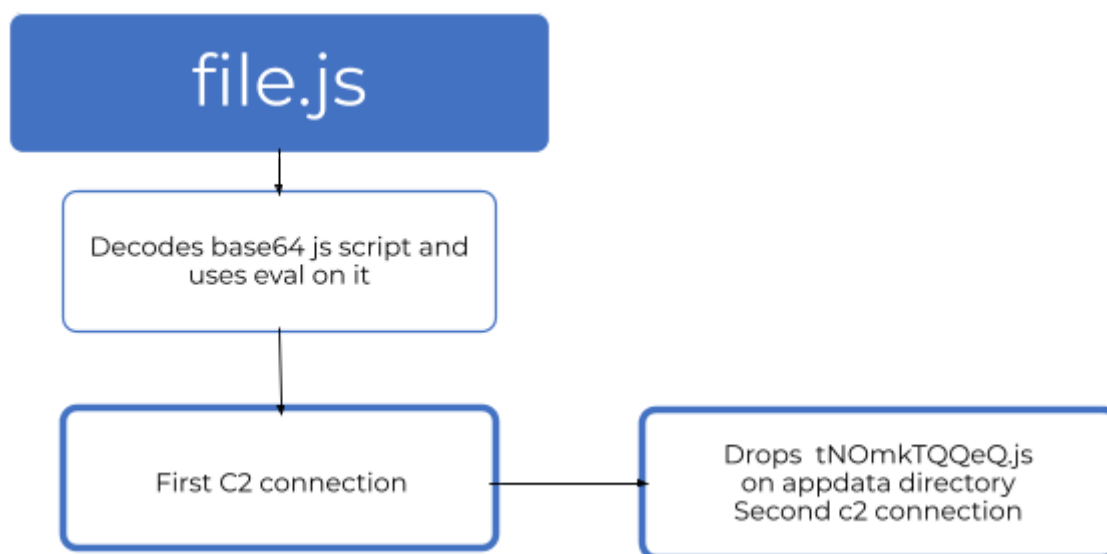 file.js
Decodes base64 js script and
uses eval on it
First C2 connection
Drops tNOmkTQQeQ.js
on appdata directory
Second c2 connection